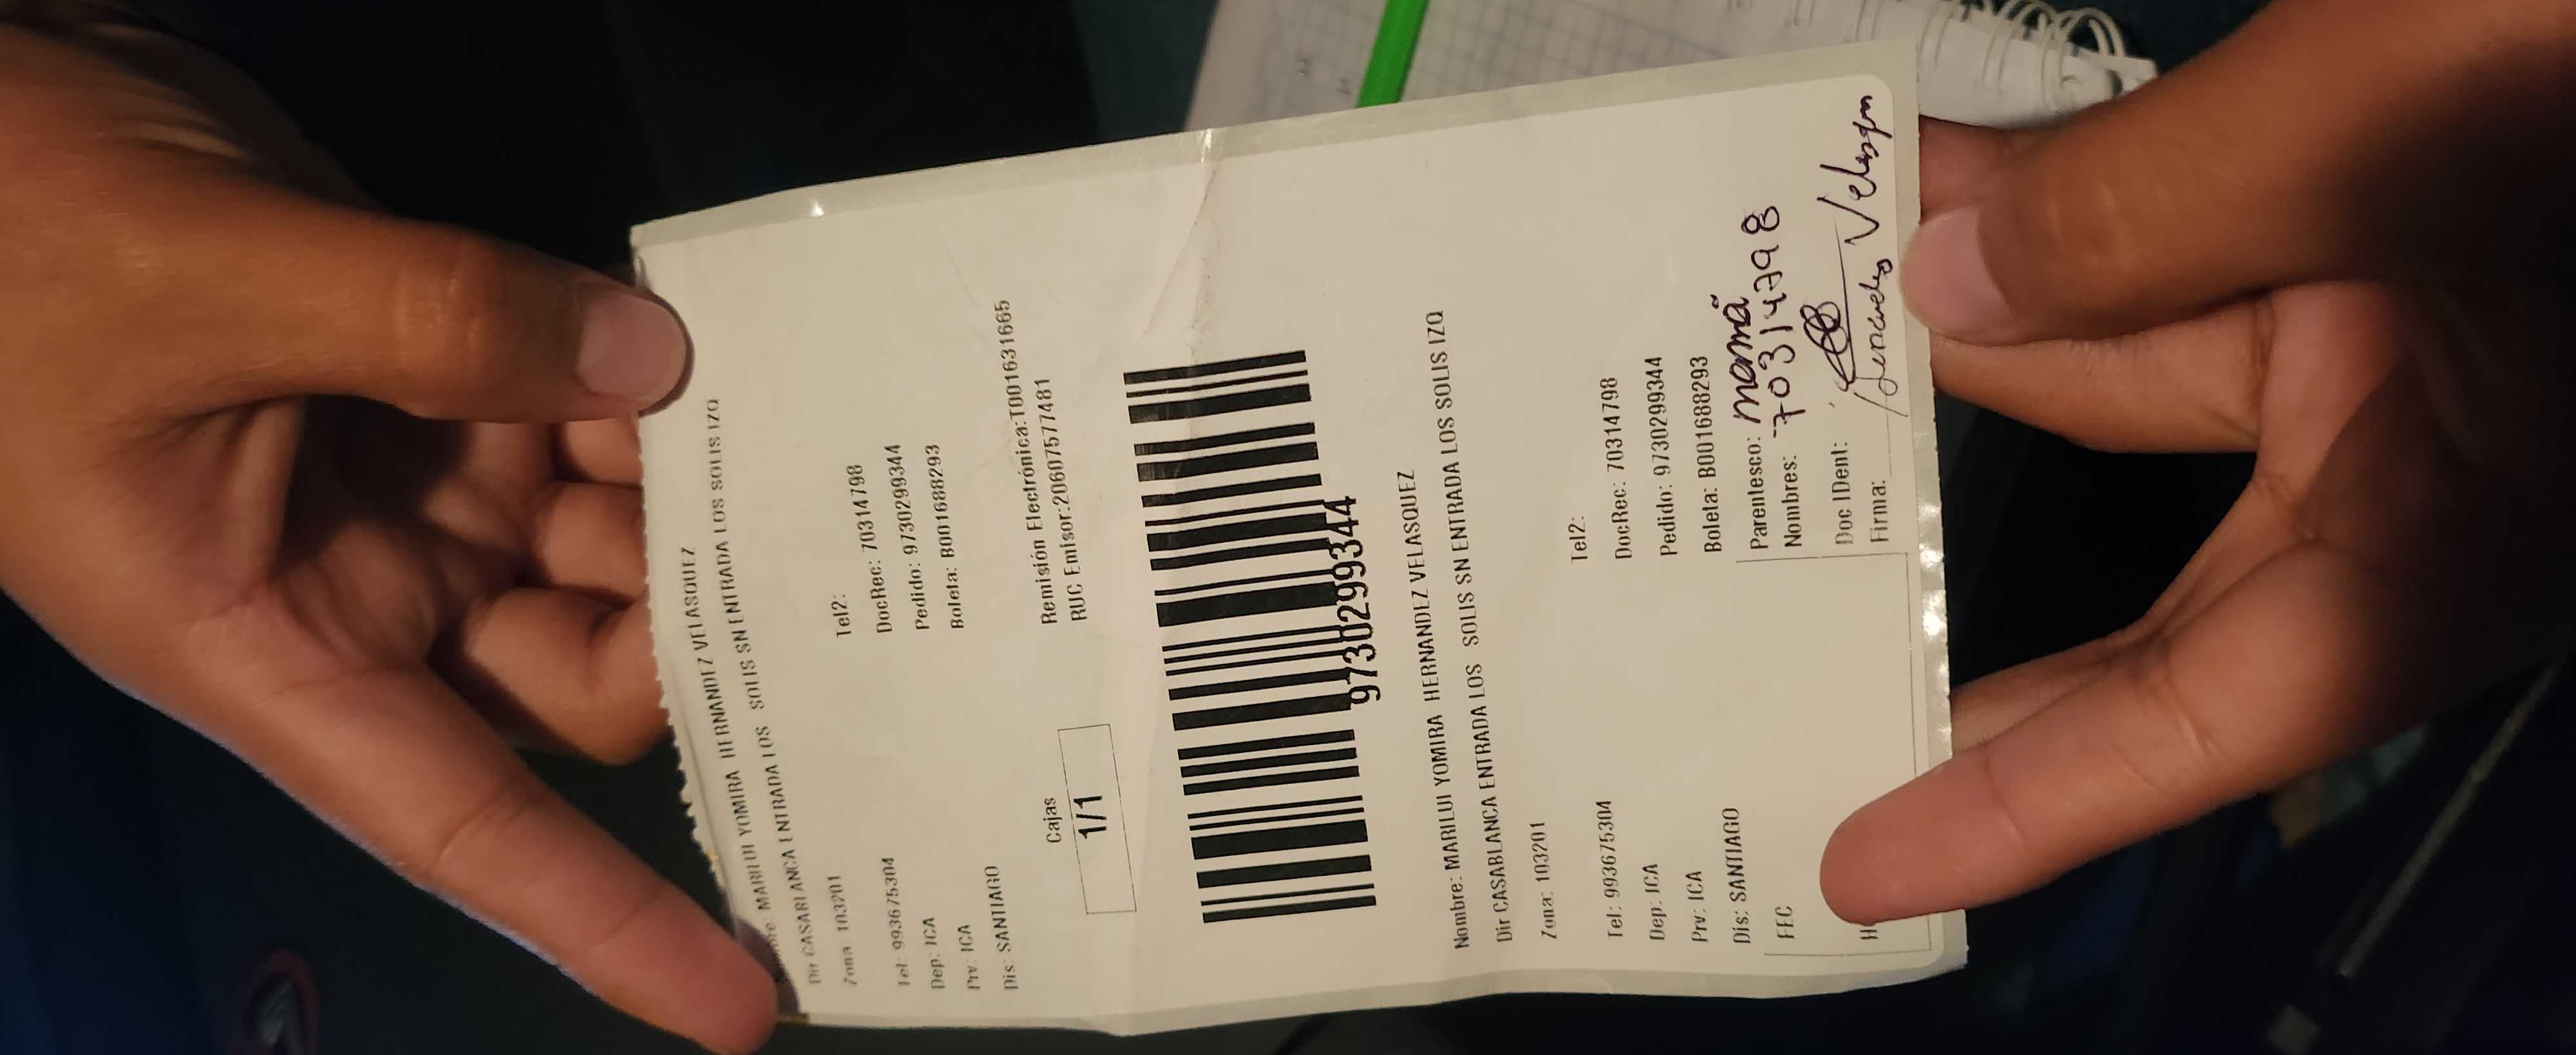 Nombre: MARILUI YOMIRA HERNANDEZ VELASQUEZ
Dir CASABLANCA ENTRADA LOS SOLIS SN ENTRADA LOS SOLIS IZQ
Zona 103201
Tel: 993675304 Tel2:
Dep: ICA DocRec: 70314798
Prv: ICA Pedido: 9730299344
Dis: SANTIAGO Boleta: B001688293
Cajas Remisión Electrónica:T001631665
1/1 RUC Emisor:20607577481
9730299344
Nombre: MARILUI YOMIRA HERNANDEZ VELASQUEZ
Dir CASABLANCA ENTRADA LOS SOLIS SN ENTRADA LOS SOLIS IZQ
Zona: 103201
Tel: 993675304 Tel2:
Dep: ICA DocRec: 70314798
Prv: ICA Pedido: 9730299344
Dis: SANTIAGO Boleta: B001688293
FEC Parentesco: mamá
Nombres: 70314798
Doc IDent:
Firma: Velasquez